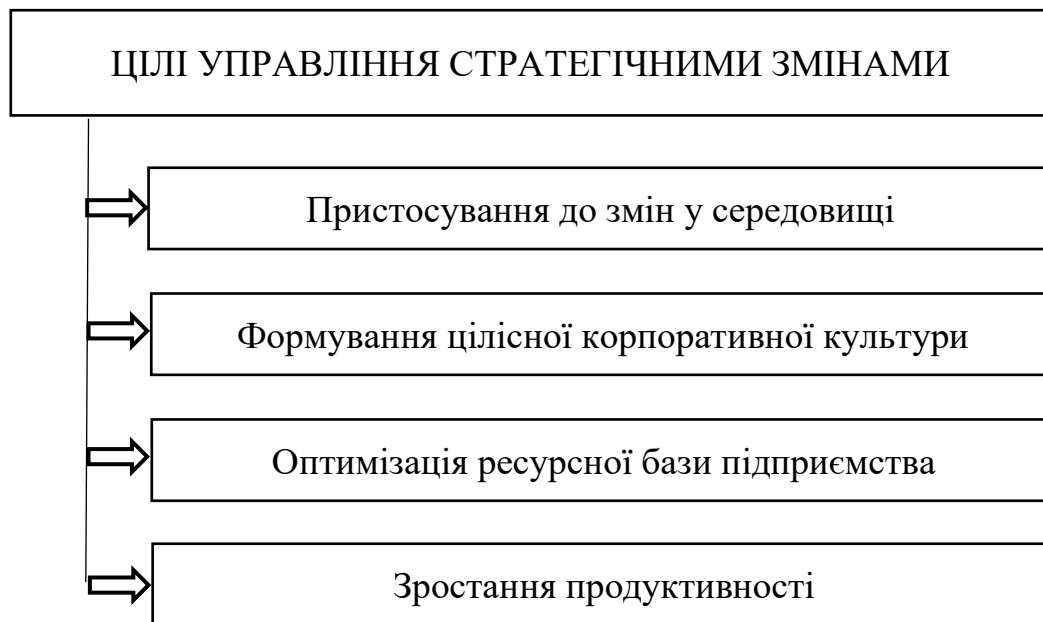 ЦІЛІ УПРАВЛІННЯ СТРАТЕГІЧНИМИ ЗМІНАМИ
Пристосування до змін у середовищі
Формування цілісної корпоративної культури
Оптимізація ресурсної бази підприємства
Зростання продуктивності